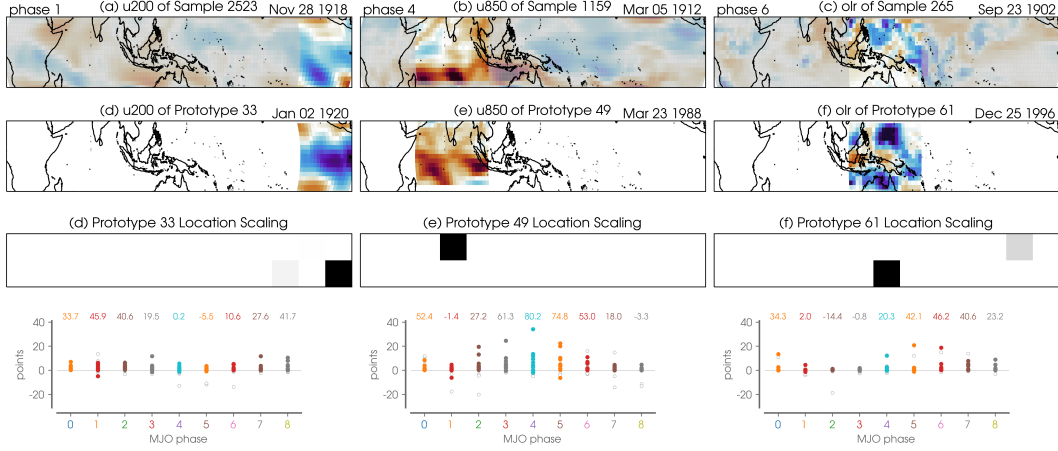 phase 1 (a) u200 of Sample 2523 Nov 28 1918
phase 4 (b) u850 of Sample 1159 Mar 05 1912
phase 6 (c) olr of Sample 265 Sep 23 1902
(d) u200 of Prototype 33 Jan 02 1920
(e) u850 of Prototype 49 Mar 23 1988
(f) olr of Prototype 61 Dec 25 1996
(d) Prototype 33 Location Scaling
(e) Prototype 49 Location Scaling
(f) Prototype 61 Location Scaling
33.7 45.9 40.6 19.5 0.2 -5.5 10.6 27.6 41.7
40
20
0
-20
points
0 1 2 3 4 5 6 7 8
MJO phase
52.4 -1.4 27.2 61.3 80.2 74.8 53.0 18.0 -3.3
40
20
0
-20
points
0 1 2 3 4 5 6 7 8
MJO phase
34.3 2.0 -14.4 -0.8 20.3 42.1 46.2 40.6 23.2
40
20
0
-20
points
0 1 2 3 4 5 6 7 8
MJO phase